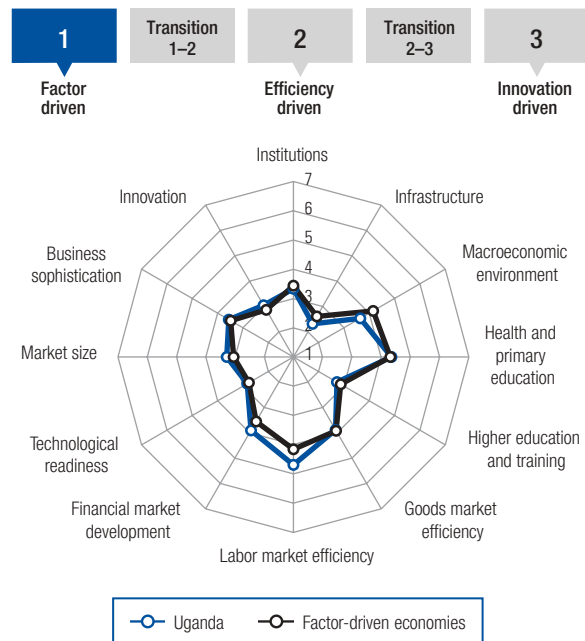 1
Transition
1–2
2
Transition
2–3
3
Factor
driven
Efficiency
driven
Innovation
driven
Institutions
Infrastructure
Macroeconomic
environment
Health and
primary
education
Higher education
and training
Goods market
efficiency
Labor market efficiency
Financial market
development
Technological
readiness
Market size
Business
sophistication
Innovation
7
6
5
4
3
2
1
Uganda
Factor-driven economies